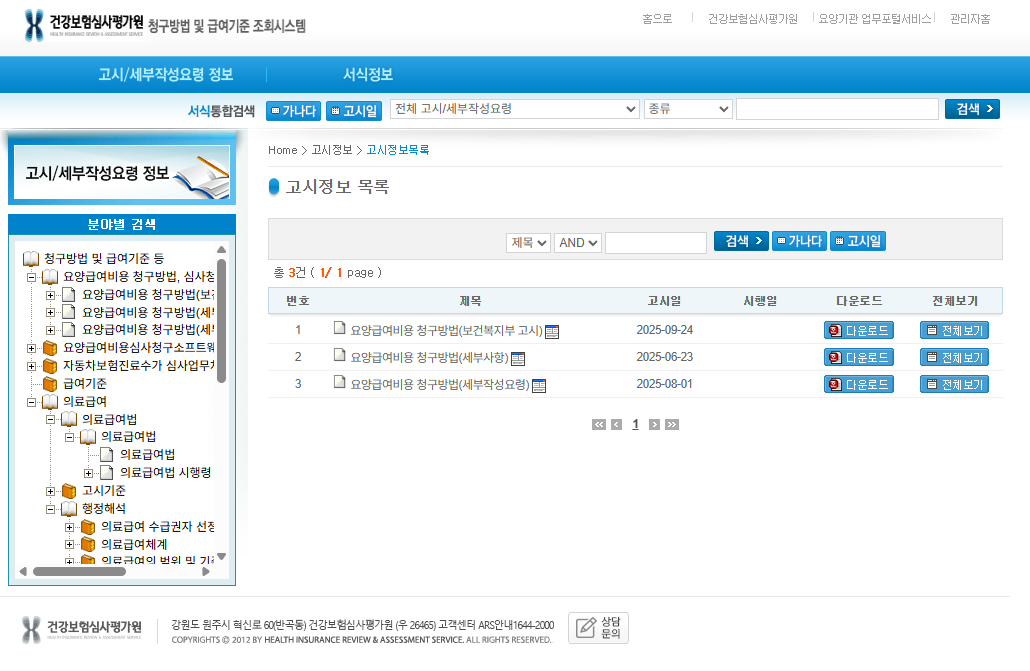 건강보험심사평가원 청구방법 및 급여기준 조회시스템
HEALTH INSURANCE REVIEW & ASSESSMENT SERVICE
홈으로 건강보험심사평가원 요양기관 업무포털서비스 관리자홈
고시/세부작성요령 정보 서식정보
서식통합검색 가나다 고시일 전체 고시/세부작성요령 종류 검색
고시/세부작성요령 정보
분야별 검색
청구방법 및 급여기준 등
요양급여비용 청구방법, 심사청
요양급여비용 청구방법(보건
요양급여비용 청구방법(세부
요양급여비용 청구방법(세부
요양급여비용심사청구소프트웨
자동차보험진료수가 심사업무처
급여기준
의료급여
의료급여법
의료급여법
의료급여법
의료급여법 시행령
고시기준
행정해석
의료급여 수급권자 선정
의료급여체계
의료급여의 범위 및 기준
Home > 고시정보 > 고시정보목록
고시정보 목록
제목 AND 검색 가나다 고시일
총 3건 ( 1/ 1 page )
번호 제목 고시일 시행일 다운로드 전체보기
1 요양급여비용 청구방법(보건복지부 고시) 2025-09-24 다운로드 전체보기
2 요양급여비용 청구방법(세부사항) 2025-06-23 다운로드 전체보기
3 요양급여비용 청구방법(세부작성요령) 2025-08-01 다운로드 전체보기
1
건강보험심사평가원
HEALTH INSURANCE REVIEW & ASSESSMENT SERVICE
강원도 원주시 혁신로 60(반곡동) 건강보험심사평가원 (우 26465) 고객센터 ARS안내1644-2000
COPYRIGHTS © 2012 BY HEALTH INSURANCE REVIEW & ASSESSMENT SERVICE. ALL RIGHTS RESERVED.
상담
문의